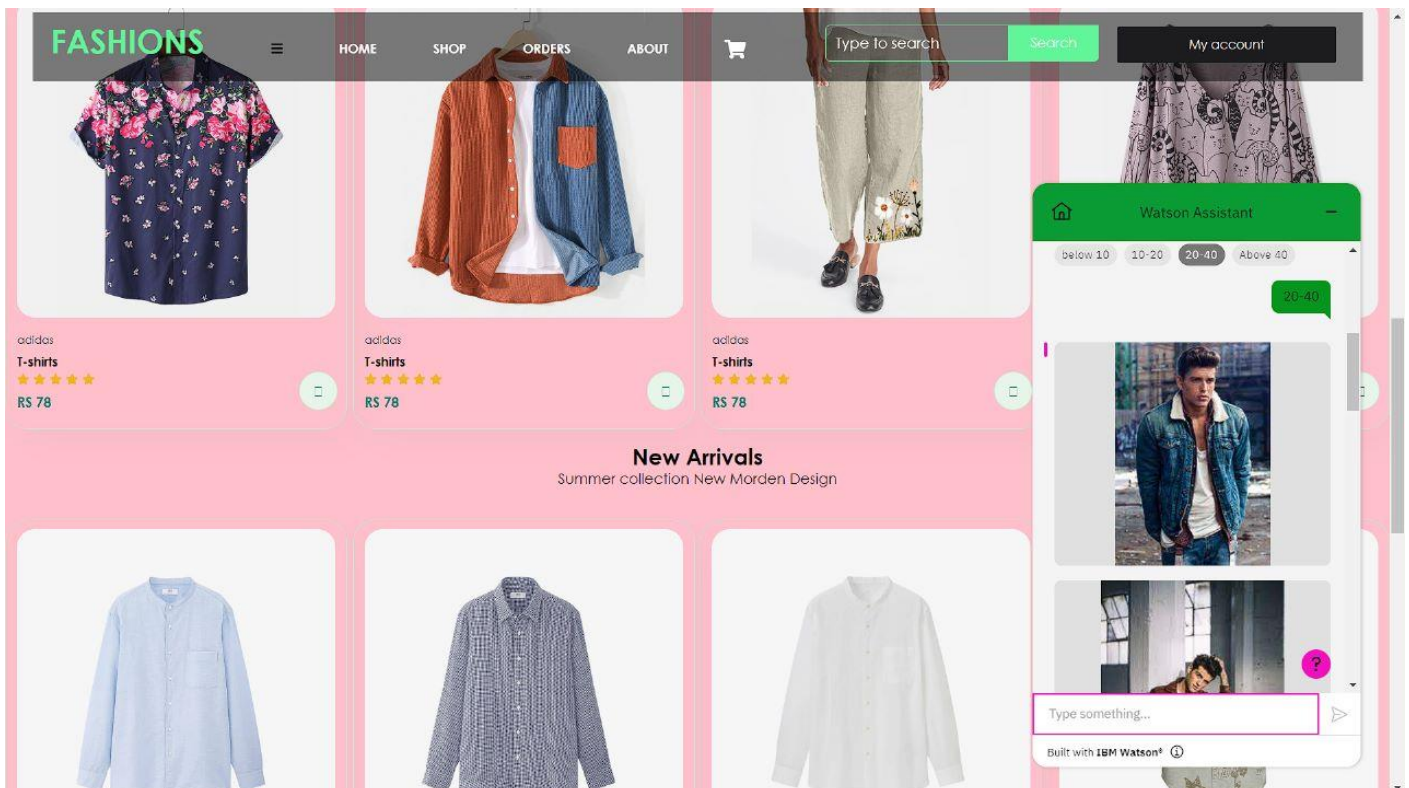 FASHIONS
HOME SHOP ORDERS ABOUT
Type to search
Search
My account
adidas
T-shirts
RS 78
adidas
T-shirts
RS 78
adidas
T-shirts
RS 78
New Arrivals
Summer collection New Morden Design
Watson Assistant
below 10 10-20 20-40 Above 40
20-40
?
Type something...
Built with IBM Watson®